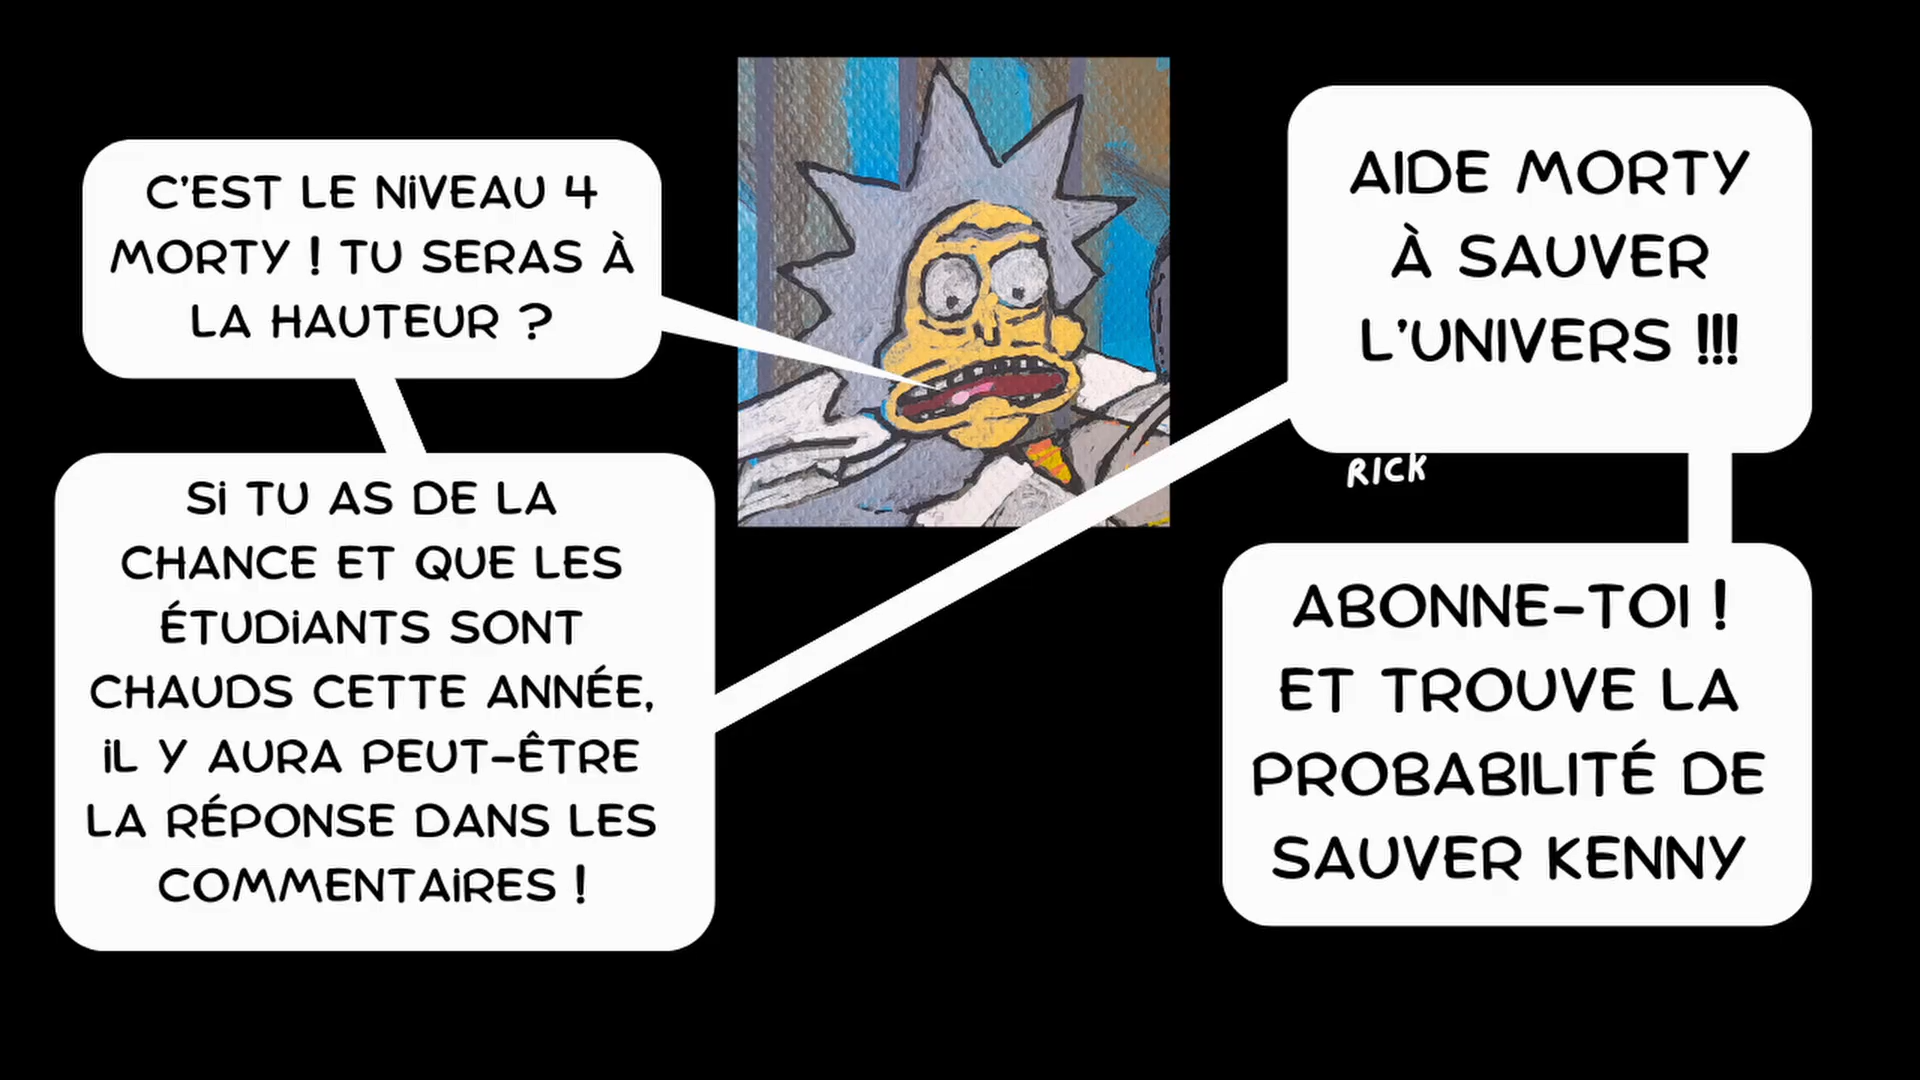 C'EST LE NIVEAU 4
MORTY ! TU SERAS À
LA HAUTEUR ?
SI TU AS DE LA
CHANCE ET QUE LES
ÉTUDIANTS SONT
CHAUDS CETTE ANNÉE,
IL Y AURA PEUT-ÊTRE
LA RÉPONSE DANS LES
COMMENTAIRES !
AIDE MORTY
À SAUVER
L'UNIVERS !!!
RICK
ABONNE-TOI !
ET TROUVE LA
PROBABILITÉ DE
SAUVER KENNY